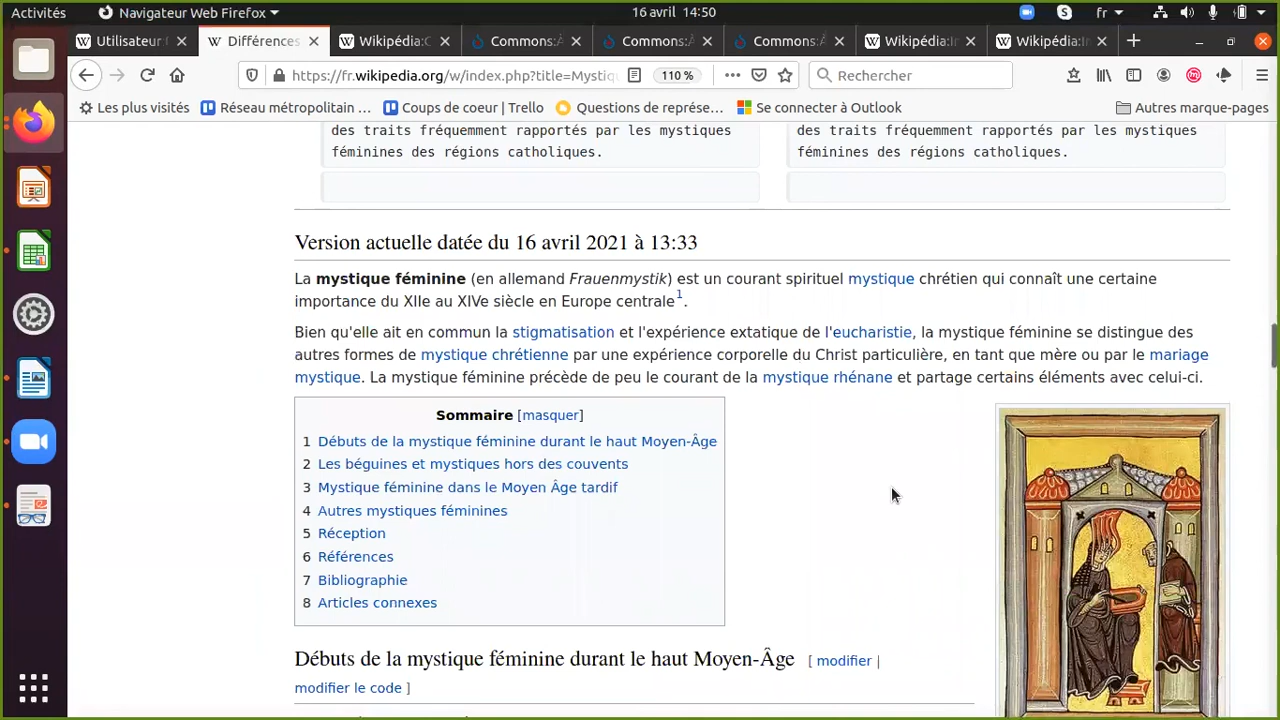 Activités Navigateur Web Firefox 16 avril 14:50 fr
Utilisateur Différences Wikipédia:C Commons:A Commons:A Commons:A Wikipédia:In Wikipédia:In
https://fr.wikipedia.org/w/index.php?title=Mystiq 110 % Rechercher
Les plus visités Réseau métropolitain ... Coups de coeur | Trello Questions de représe... Se connecter à Outlook Autres marque-pages
des traits fréquemment rapportés par les mystiques des traits fréquemment rapportés par les mystiques
féminines des régions catholiques. féminines des régions catholiques.
Version actuelle datée du 16 avril 2021 à 13:33
La mystique féminine (en allemand Frauenmystik) est un courant spirituel mystique chrétien qui connaît une certaine
importance du XIIe au XIVe siècle en Europe centrale1.
Bien qu'elle ait en commun la stigmatisation et l'expérience extatique de l'eucharistie, la mystique féminine se distingue des
autres formes de mystique chrétienne par une expérience corporelle du Christ particulière, en tant que mère ou par le mariage
mystique. La mystique féminine précède de peu le courant de la mystique rhénane et partage certains éléments avec celui-ci.
Sommaire [masquer]
1 Débuts de la mystique féminine durant le haut Moyen-Âge
2 Les béguines et mystiques hors des couvents
3 Mystique féminine dans le Moyen Âge tardif
4 Autres mystiques féminines
5 Réception
6 Références
7 Bibliographie
8 Articles connexes
Débuts de la mystique féminine durant le haut Moyen-Âge [ modifier |
modifier le code ]